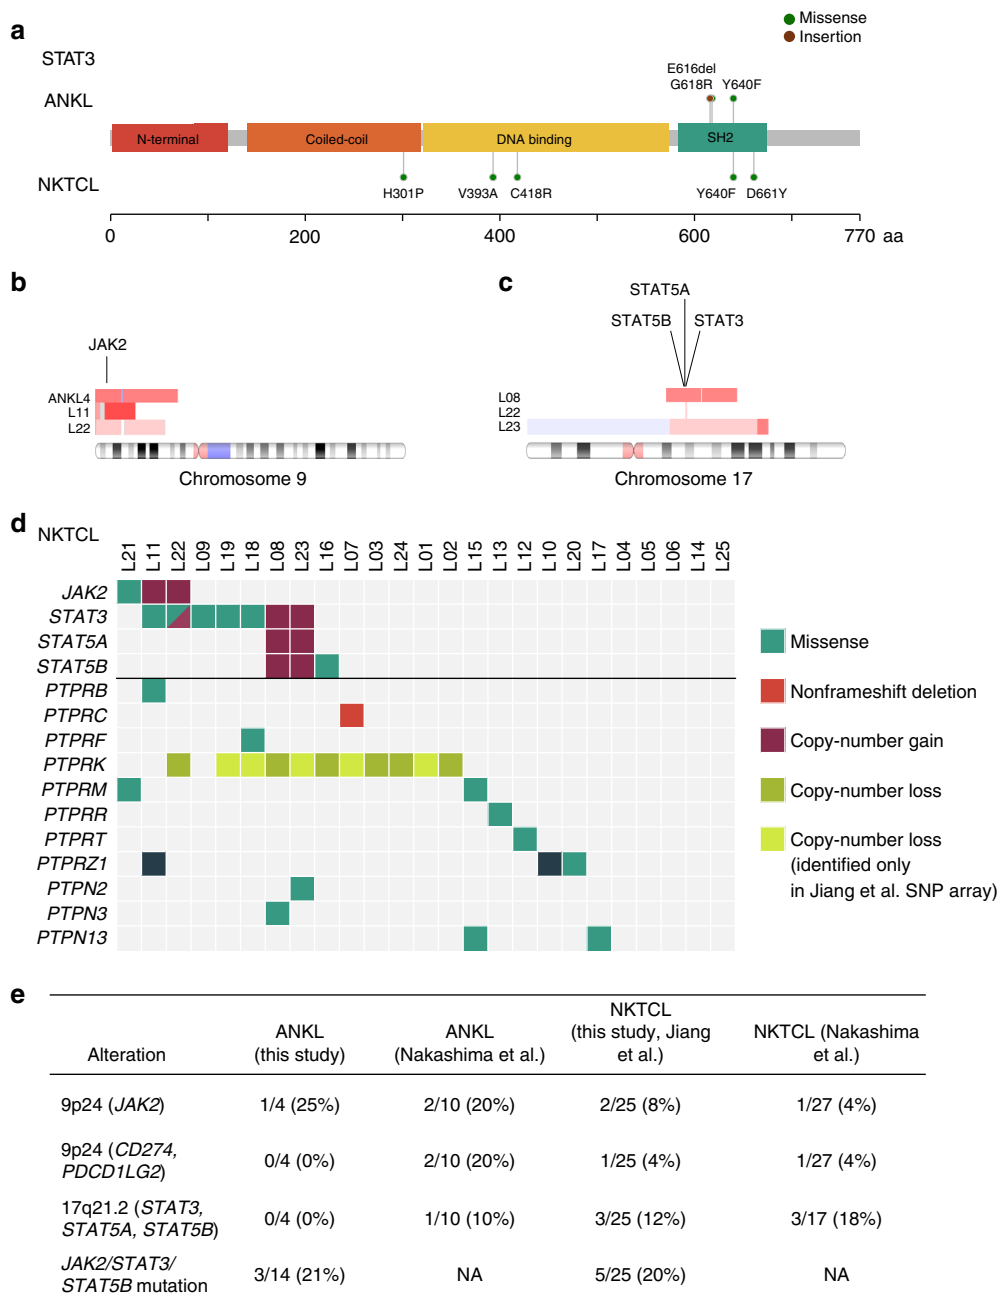 a
Missense
Insertion
STAT3
E616del
ANKL
G618R Y640F
N-terminal Coiled-coil DNA binding SH2
NKTCL
H301P V393A C418R Y640F D661Y
0 200 400 600 770 aa
b
JAK2
ANKL4
L11
L22
Chromosome 9
c
STAT5A
STAT5B STAT3
L08
L22
L23
Chromosome 17
d
NKTCL
L21 L11 L22 L09 L19 L18 L08 L23 L16 L07 L03 L24 L01 L02 L15 L13 L12 L10 L20 L17 L04 L05 L06 L14 L25
JAK2
STAT3
STAT5A
STAT5B
PTPRB
PTPRC
PTPRF
PTPRK
PTPRM
PTPRR
PTPRT
PTPRZ1
PTPN2
PTPN3
PTPN13
Missense
Nonframeshift deletion
Copy-number gain
Copy-number loss
Copy-number loss
(identified only
in Jiang et al. SNP array)
e
Alteration
ANKL
(this study)
ANKL
(Nakashima et al.)
NKTCL
(this study, Jiang
et al.)
NKTCL (Nakashima
et al.)
9p24 (JAK2) 1/4 (25%) 2/10 (20%) 2/25 (8%) 1/27 (4%)
9p24 (CD274,
PDCD1LG2) 0/4 (0%) 2/10 (20%) 1/25 (4%) 1/27 (4%)
17q21.2 (STAT3,
STAT5A, STAT5B) 0/4 (0%) 1/10 (10%) 3/25 (12%) 3/17 (18%)
JAK2/STAT3/
STAT5B mutation 3/14 (21%) NA 5/25 (20%) NA